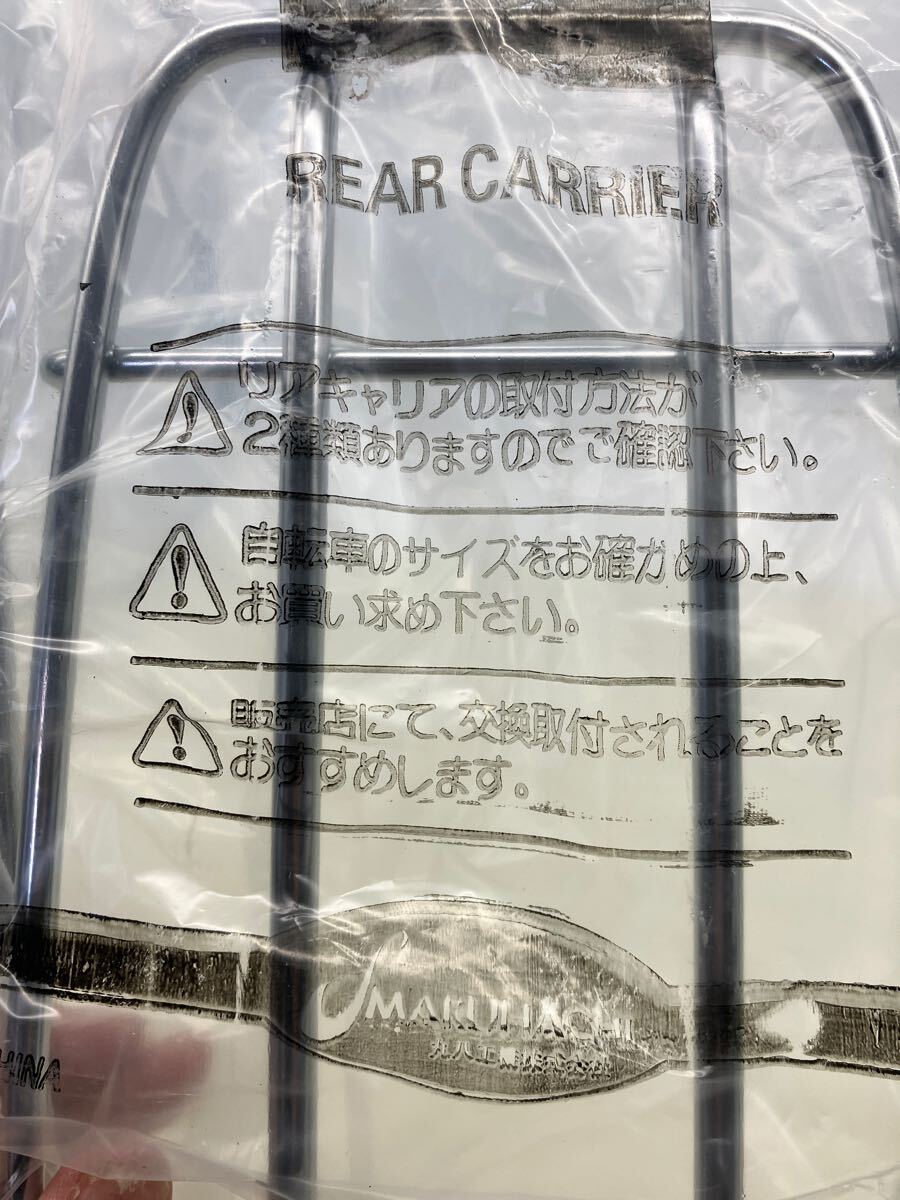 REAR CARRIER
リアキャリアの取付方法が
2種類ありますのでで確認下さい。
自転車のサイズをお確かめの上、
お買い求め下さい。
販売店にて、交換取付されることを
おすすめします。
MARUHACHI
丸八工機株式会社
HINA